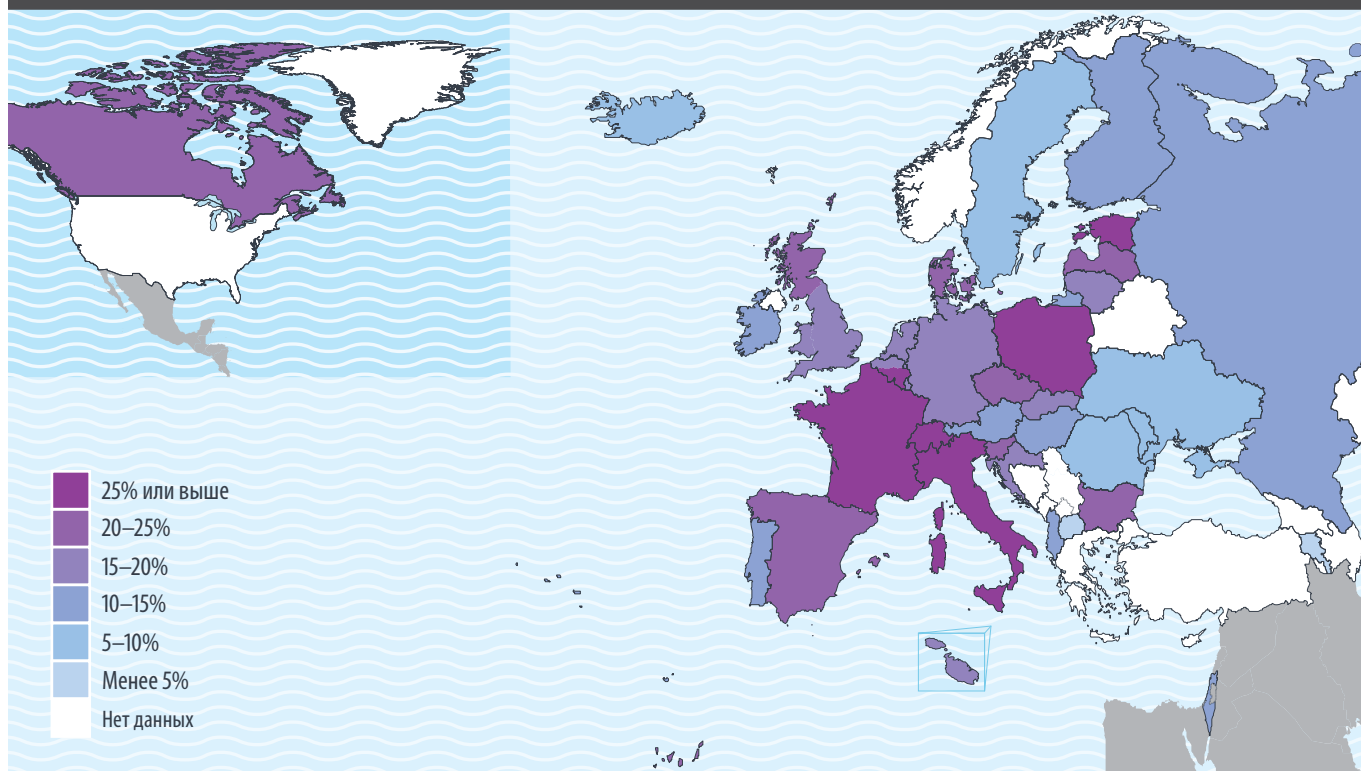 25% или выше
20–25%
15–20%
10–15%
5–10%
Менее 5%
Нет данных